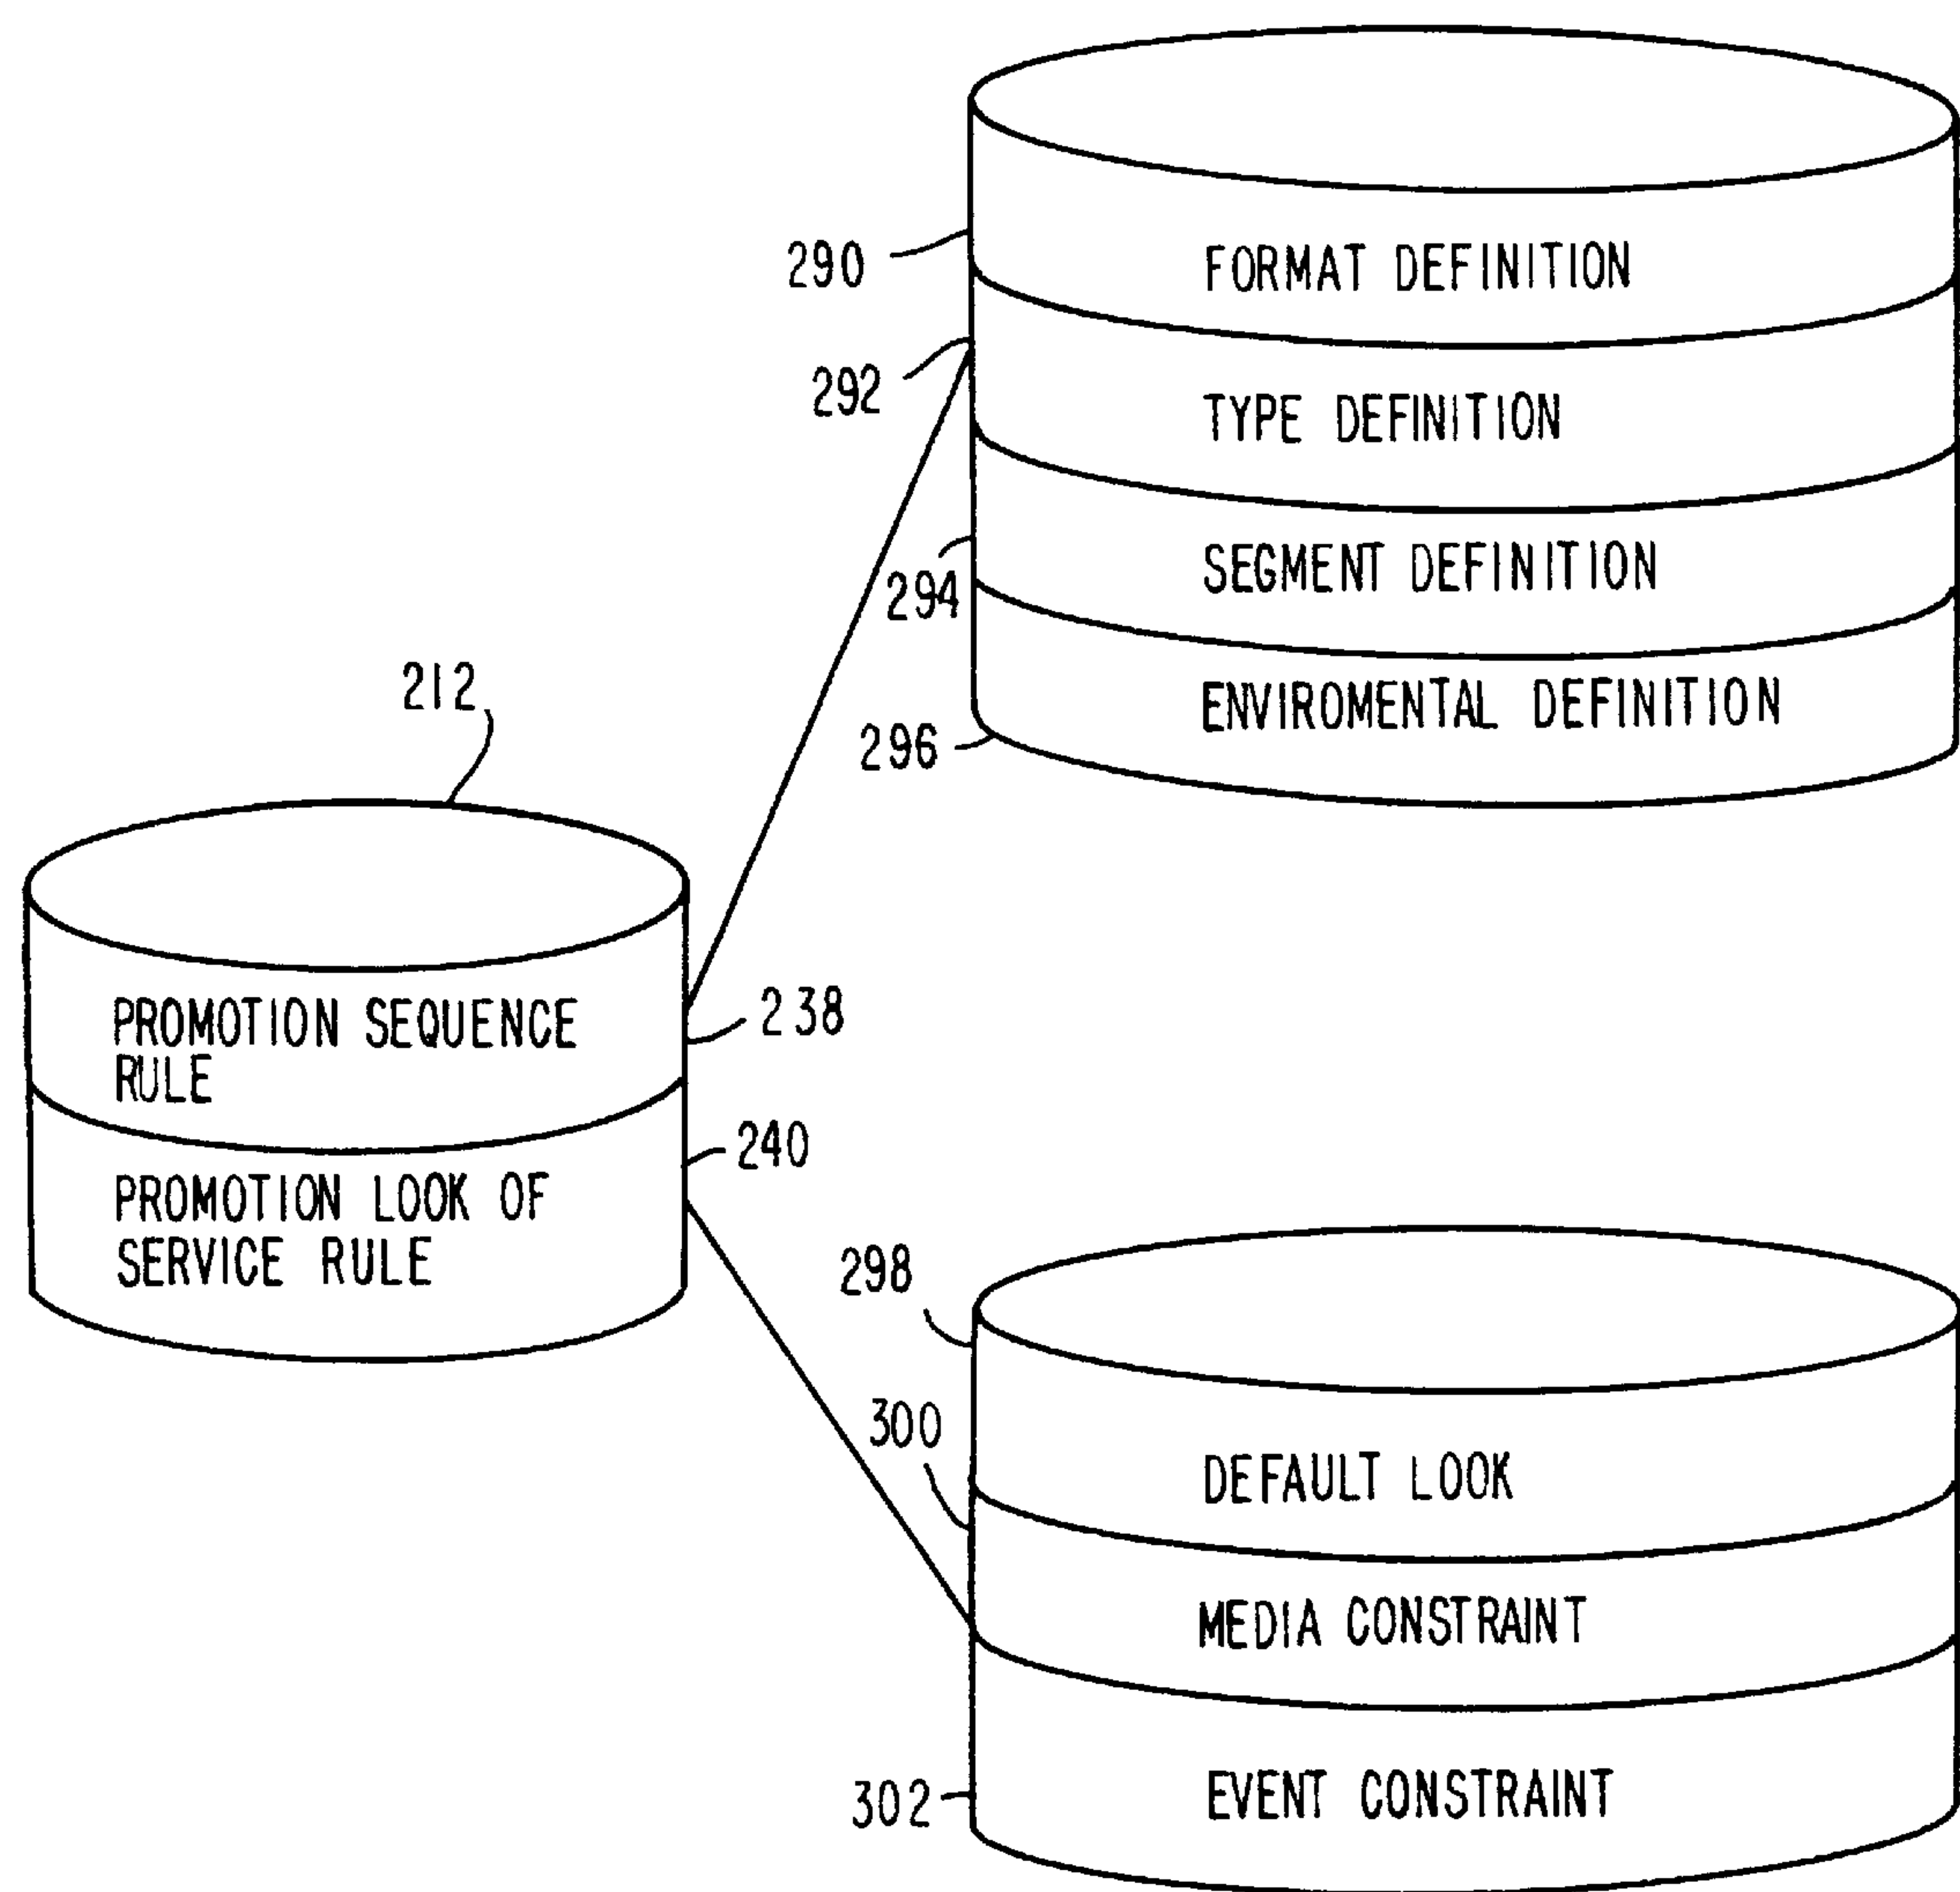 290
FORMAT DEFINITION
292
TYPE DEFINITION
294
SEGMENT DEFINITION
296
ENVIROMENTAL DEFINITION
212
PROMOTION SEQUENCE
RULE
238
240
PROMOTION LOOK OF
SERVICE RULE
298
DEFAULT LOOK
300
MEDIA CONSTRAINT
302
EVENT CONSTRAINT